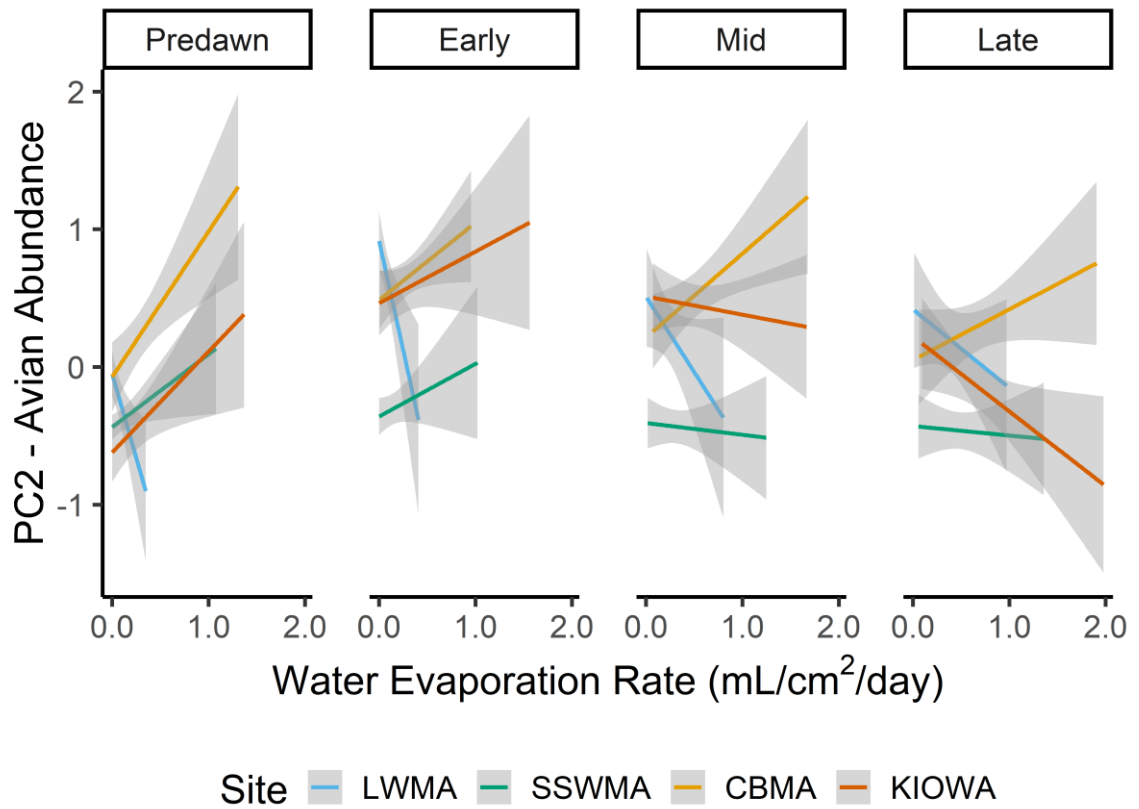 Predawn Early Mid Late
PC2 - Avian Abundance
2
1
0
-1
0.0 1.0 2.0 0.0 1.0 2.0 0.0 1.0 2.0 0.0 1.0 2.0
Water Evaporation Rate (mL/cm²/day)
Site LWMA SSWMA CBMA KIOWA